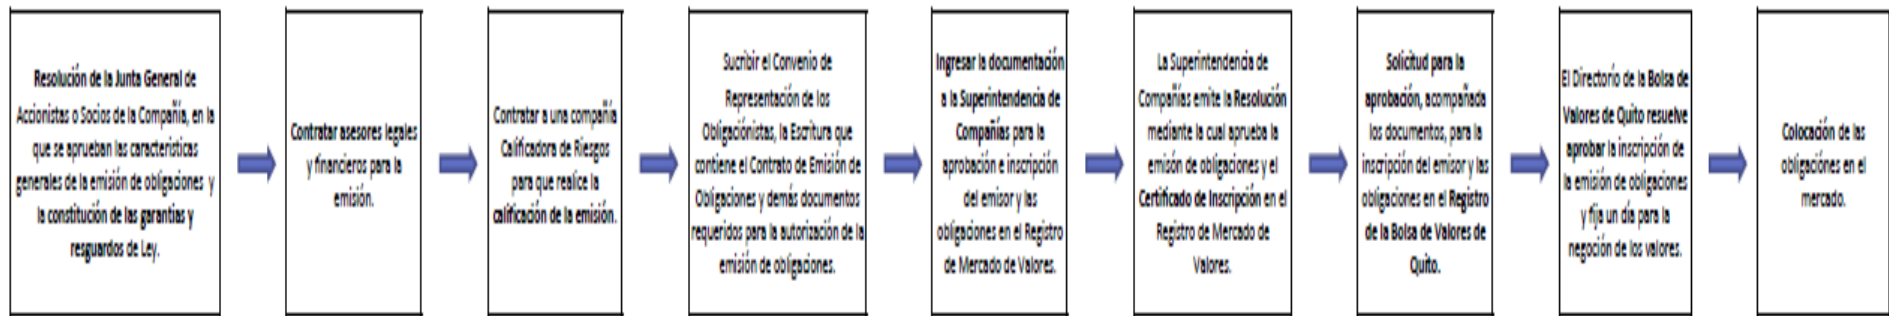 Resolución de la Junta General de
Accionistas o Socios de la Compañía, en la
que se aprueban las características
generales de la emisión de obligaciones y
la constitución de las garantias y
resguardos de Ley.
Contratar asesores legales
y financieros para la
emisión.
Contratar a una compañía
Calificadora de Riesgos
para que realice la
calificación de la emisión.
Sucribir el Convenio de
Representación de los
Obligaciónistas, la Escritura que
contiene el Contrato de Emisión de
Obligaciones y demás documentos
requeridos para la autorización de la
emisión de obligaciones.
Ingresar la documentación
a la Superintendencia de
Compañías para la
aprobación e inscripción
del emisor y las
obligaciones en el Registro
de Mercado de Valores.
La Superintendencia de
Compañías emite la Resolución
mediante la cual aprueba la
emisón de obligaciones y el
Certificado de Inscripción en el
Registro de Mercado de
Valores.
Solicitud para la
aprobación, acompañada
los documentos, para la
inscripción del emisor y las
obligaciones en el Registro
de la Bolsa de Valores de
Quito.
El Directorío de la Bolsa de
Valores de Quito resuelve
aprobar la inscripción de
la emisión de obligaciones
y fija un día para la
negoción de los valores.
Colocación de las
obligaciónes en el
mercado.